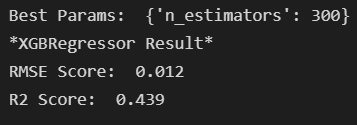 Best Params:  {'n_estimators': 300}
*XGBRegressor Result*
RMSE Score:  0.012
R2 Score:  0.439